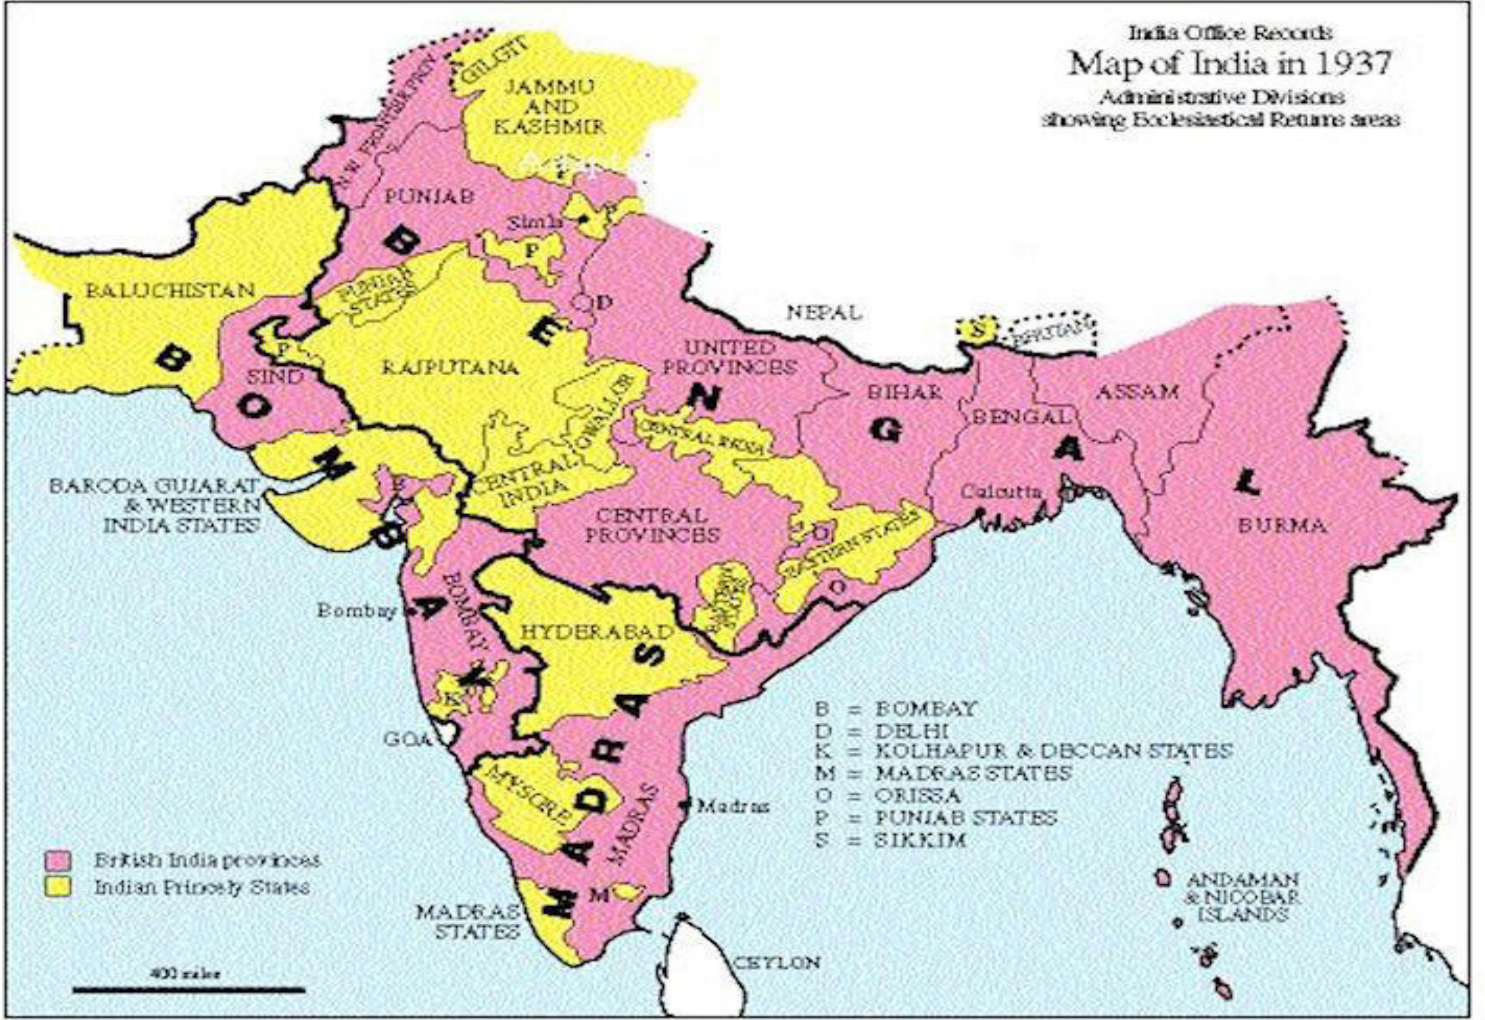 India Office Records
Map of India in 1937
Administrative Divisions
showing Ecclesiastical Returns areas
GILGIT
JAMMU
AND
KASHMIR
N.W. FRONTIER PROV
PUNJAB
Simla
P
P
P
B
PUNJAB
STATES
BALUCHISTAN
D
NEPAL
S
BHUTAN
E
B
P
SIND
RAJPUTANA
UNITED
PROVINCES
BIHAR
ASSAM
BENGAL
O
N
G
A
L
GWALIOR
CENTRAL INDIA
M
CENTRAL
INDIA
B
BARODA GUJARAT
& WESTERN
INDIA STATES
Calcutta
BURMA
CENTRAL
PROVINCES
O
EASTERN STATES
B
EASTERN
STATES
O
Bombay
A
BOMBAY
HYDERABAD
S
Y
K
A
GOA
R
MYSORE
D
MADRAS
Madras
A
M
M
MADRAS
STATES
CEYLON
B = BOMBAY
D = DELHI
K = KOLHAPUR & DECCAN STATES
M = MADRAS STATES
O = ORISSA
P = PUNJAB STATES
S = SIKKIM
British India provinces
Indian Princely States
ANDAMAN
& NICOBAR
ISLANDS
400 miles